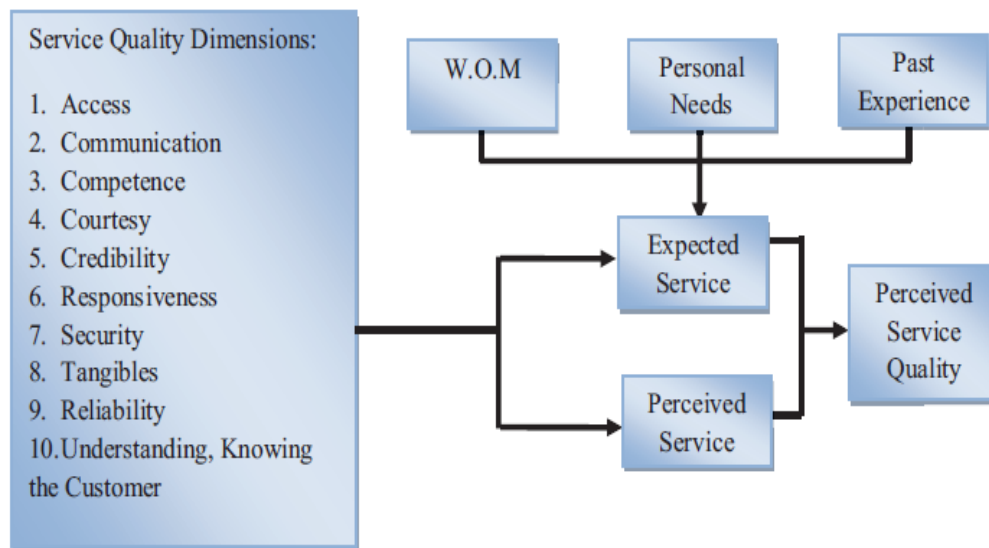 Service Quality Dimensions:
1. Access
2. Communication
3. Competence
4. Courtesy
5. Credibility
6. Responsiveness
7. Security
8. Tangibles
9. Reliability
10.Understanding, Knowing
the Customer
W.O.M
Personal
Needs
Past
Experience
Expected
Service
Perceived
Service
Perceived
Service
Quality